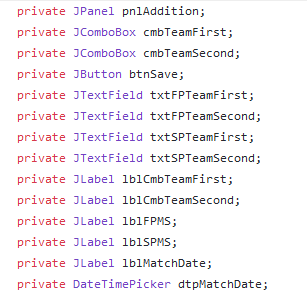 private JPanel pnlAddition;
private JComboBox cmbTeamFirst;
private JComboBox cmbTeamSecond;
private JButton btnSave;
private JTextField txtFPTeamFirst;
private JTextField txtFPTeamSecond;
private JTextField txtSPTeamFirst;
private JTextField txtSPTeamSecond;
private JLabel lblCmbTeamFirst;
private JLabel lblCmbTeamSecond;
private JLabel lblFPMS;
private JLabel lblSPMS;
private JLabel lblMatchDate;
private DateTimePicker dtpMatchDate;